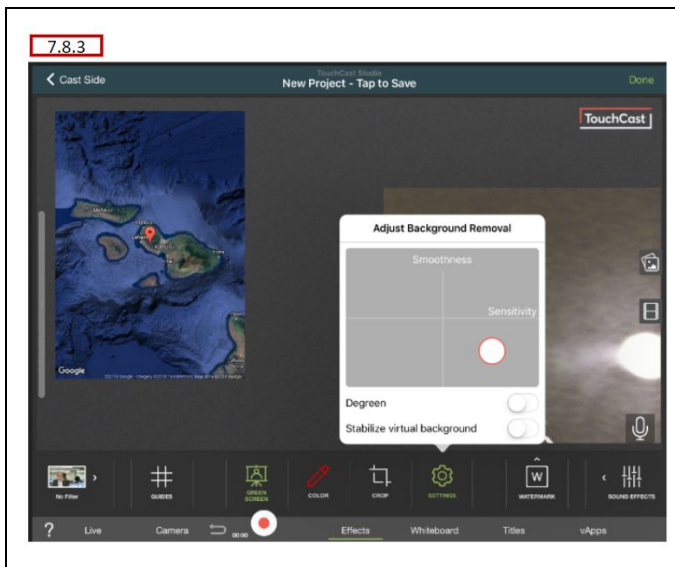 7.8.3
Cast Side
TouchCast Studio
New Project - Tap to Save
Done
TouchCast
Adjust Background Removal
Smoothness
Sensitivity
Google
Degreen
Stabilize virtual background
No Filter
GUIDES
GREEN
SCREEN
COLOR
CROP
SETTINGS
W
WATERMARK
SOUND EFFECTS
?
Live
Camera
00:00
Effects
Whiteboard
Titles
vApps